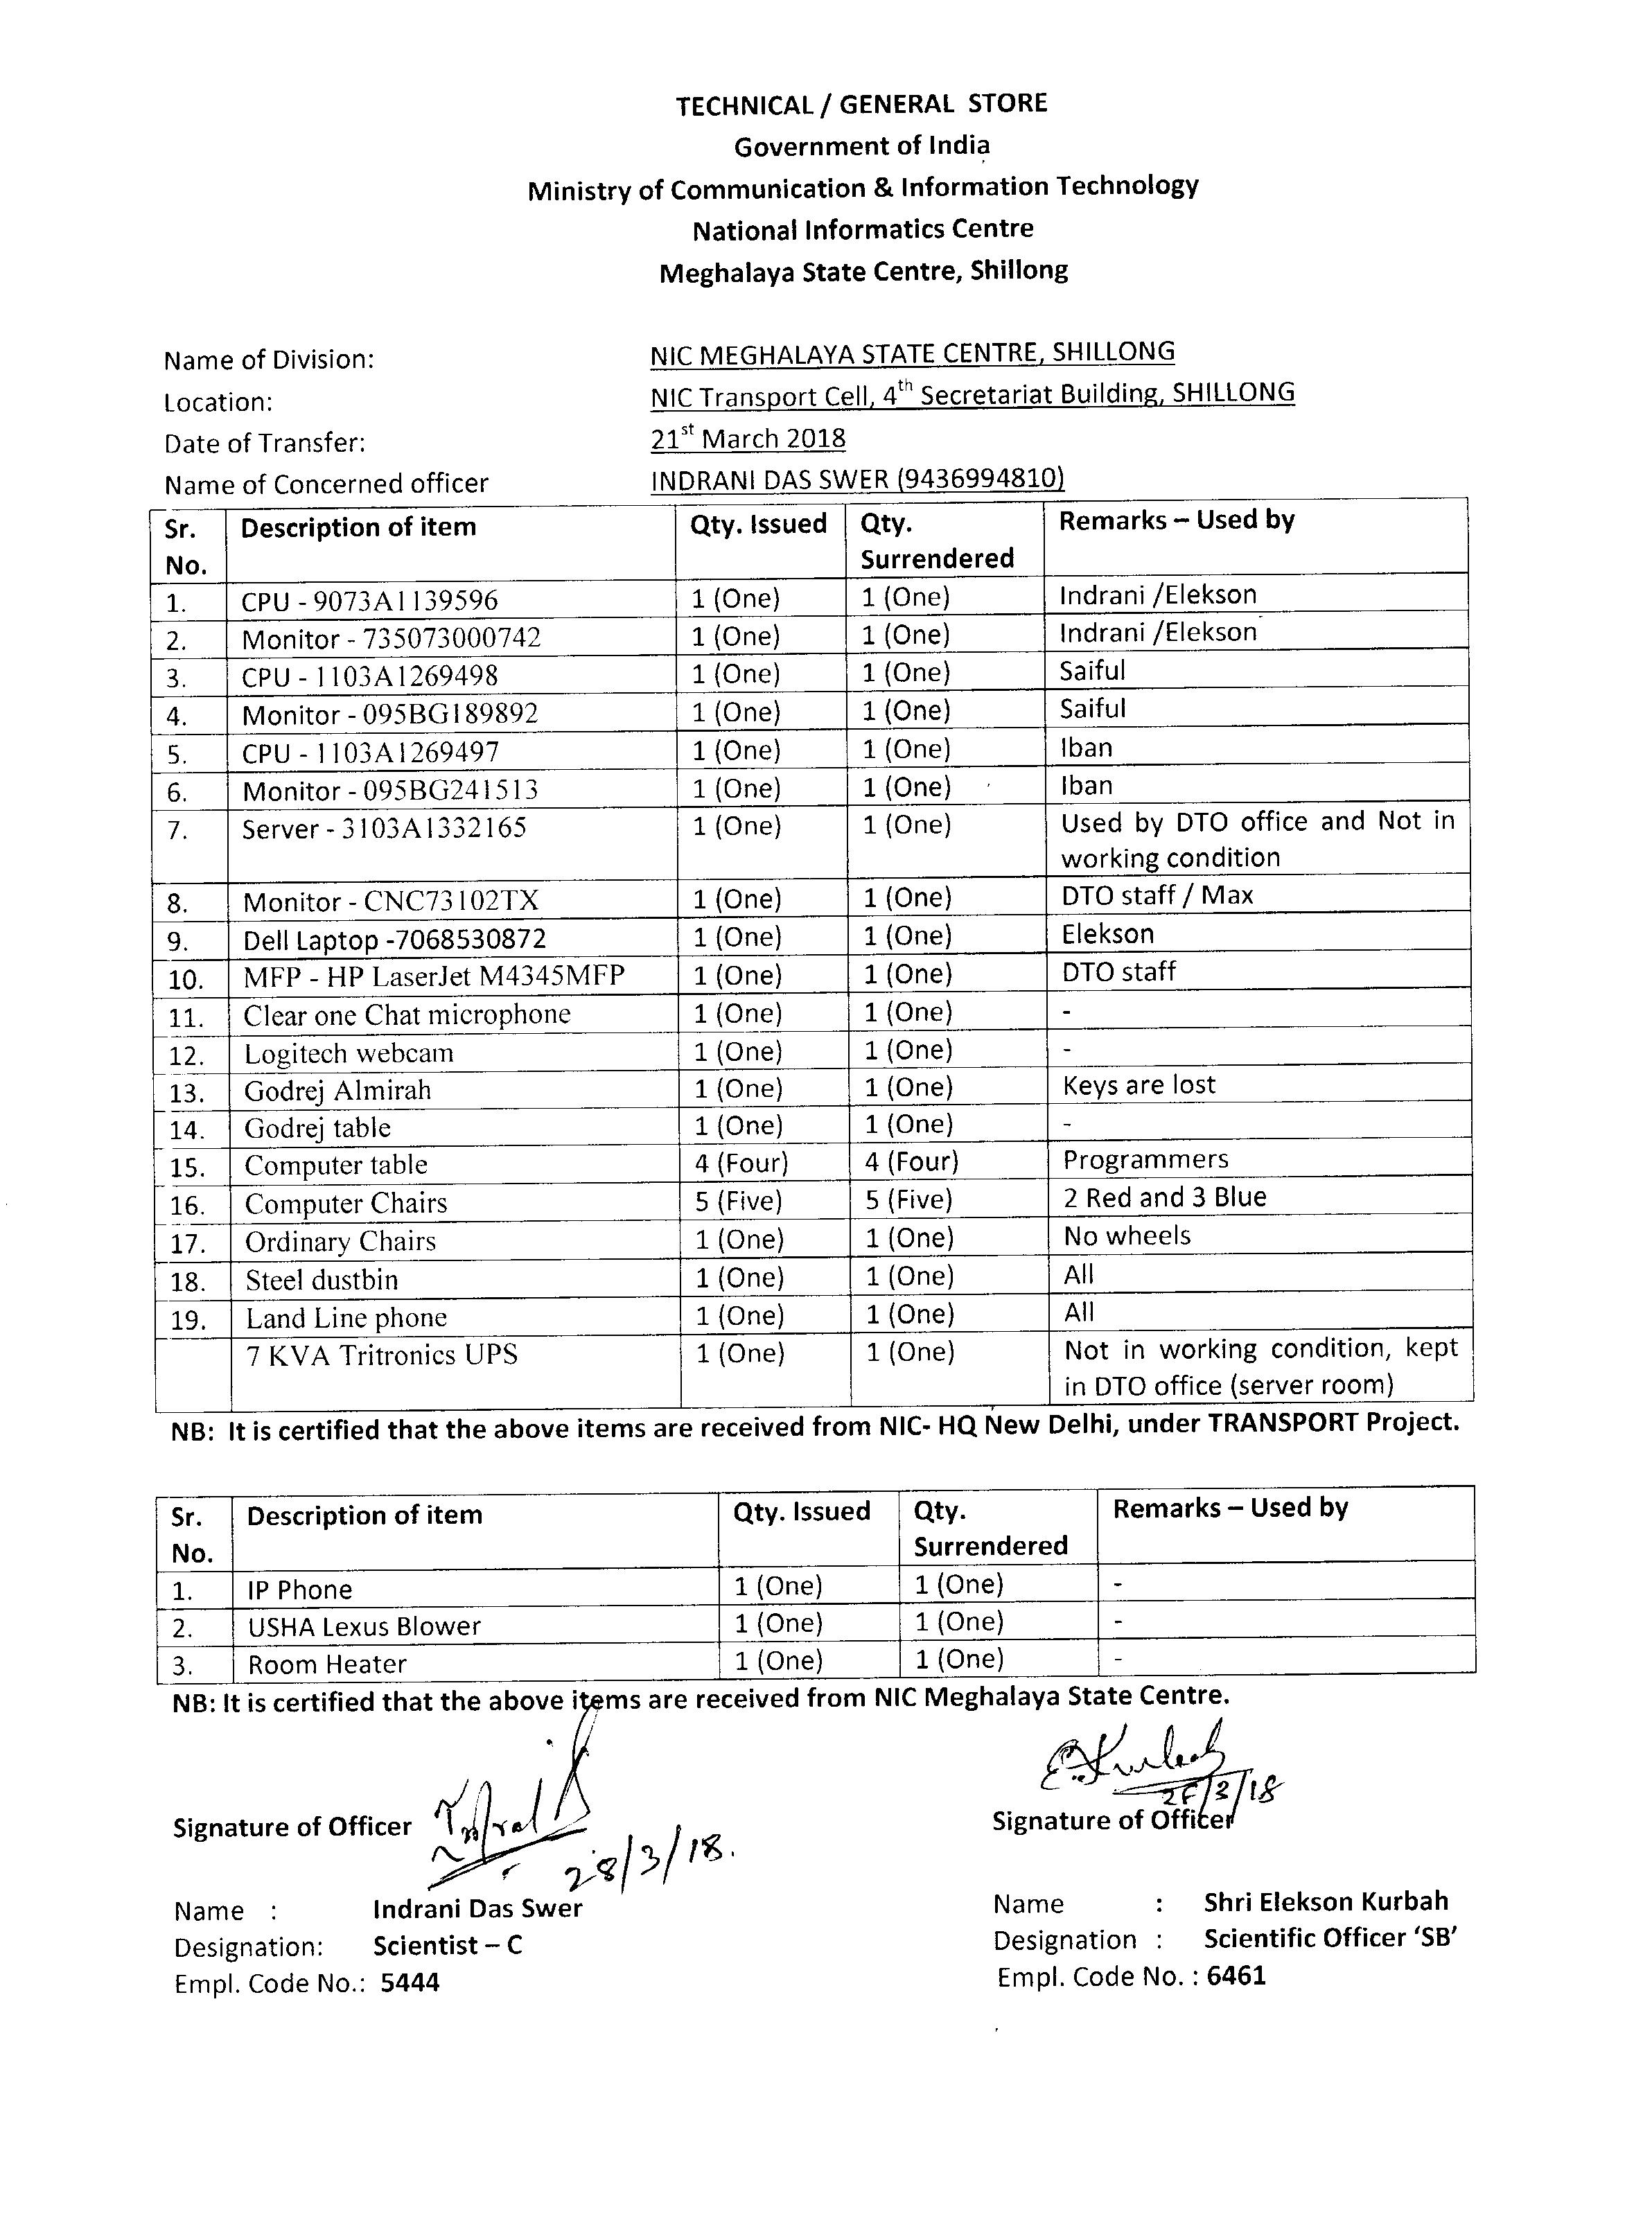 TECHNICAL / GENERAL STORE
Government of India
Ministry of Communication & Information Technology
National Informatics Centre
Meghalaya State Centre, Shillong
Name of Division: NIC MEGHALAYA STATE CENTRE, SHILLONG
Location: NIC Transport Cell, 4th Secretariat Building, SHILLONG
Date of Transfer: 21st March 2018
Name of Concerned officer INDRANI DAS SWER (9436994810)
Sr. Description of item Qty. Issued Qty. Remarks – Used by
No. Surrendered
1. CPU - 9073A1139596 1 (One) 1 (One) Indrani /Elekson
2. Monitor - 735073000742 1 (One) 1 (One) Indrani /Elekson
3. CPU - 1103A1269498 1 (One) 1 (One) Saiful
4. Monitor - 095BG189892 1 (One) 1 (One) Saiful
5. CPU - 1103A1269497 1 (One) 1 (One) Iban
6. Monitor - 095BG241513 1 (One) 1 (One) Iban
7. Server - 3103A1332165 1 (One) 1 (One) Used by DTO office and Not in
working condition
8. Monitor - CNC73102TX 1 (One) 1 (One) DTO staff / Max
9. Dell Laptop -7068530872 1 (One) 1 (One) Elekson
10. MFP - HP LaserJet M4345MFP 1 (One) 1 (One) DTO staff
11. Clear one Chat microphone 1 (One) 1 (One) -
12. Logitech webcam 1 (One) 1 (One) -
13. Godrej Almirah 1 (One) 1 (One) Keys are lost
14. Godrej table 1 (One) 1 (One) -
15. Computer table 4 (Four) 4 (Four) Programmers
16. Computer Chairs 5 (Five) 5 (Five) 2 Red and 3 Blue
17. Ordinary Chairs 1 (One) 1 (One) No wheels
18. Steel dustbin 1 (One) 1 (One) All
19. Land Line phone 1 (One) 1 (One) All
7 KVA Tritronics UPS 1 (One) 1 (One) Not in working condition, kept
in DTO office (server room)
NB: It is certified that the above items are received from NIC- HQ New Delhi, under TRANSPORT Project.
Sr. Description of item Qty. Issued Qty. Remarks – Used by
No. Surrendered
1. IP Phone 1 (One) 1 (One) -
2. USHA Lexus Blower 1 (One) 1 (One) -
3. Room Heater 1 (One) 1 (One) -
NB: It is certified that the above items are received from NIC Meghalaya State Centre.
E.Kurbah
Signature of Officer Signature of Officer
28/3/18.
Name : Indrani Das Swer Name : Shri Elekson Kurbah
Designation: Scientist – C Designation : Scientific Officer ‘SB’
Empl. Code No.: 5444 Empl. Code No. : 6461